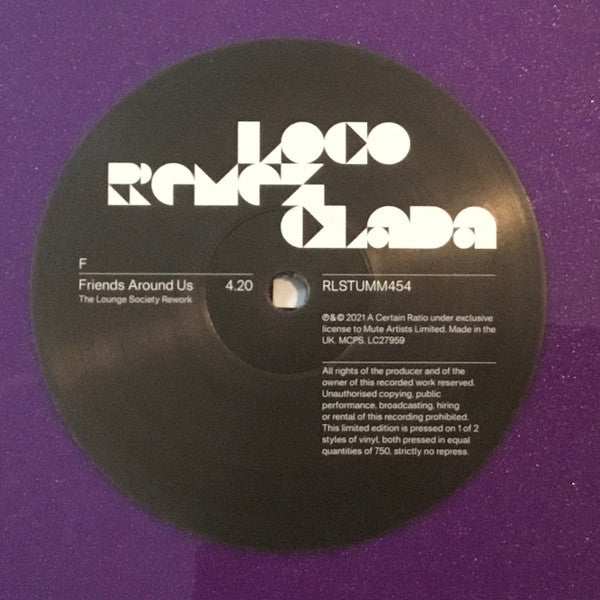 LOCO
REMEZ
CLADA
F
Friends Around Us 4.20
The Lounge Society Rework
RLSTUMM454
℗&© 2021 A Certain Ratio under exclusive
license to Mute Artists Limited. Made in the
UK. MCPS. LC27959
All rights of the producer and of the
owner of this recorded work reserved.
Unauthorised copying, public
performance, broadcasting, hiring
or rental of this recording prohibited.
This limited edition is pressed on 1 of 2
styles of vinyl, both pressed in equal
quantities of 750, strictly no repress.